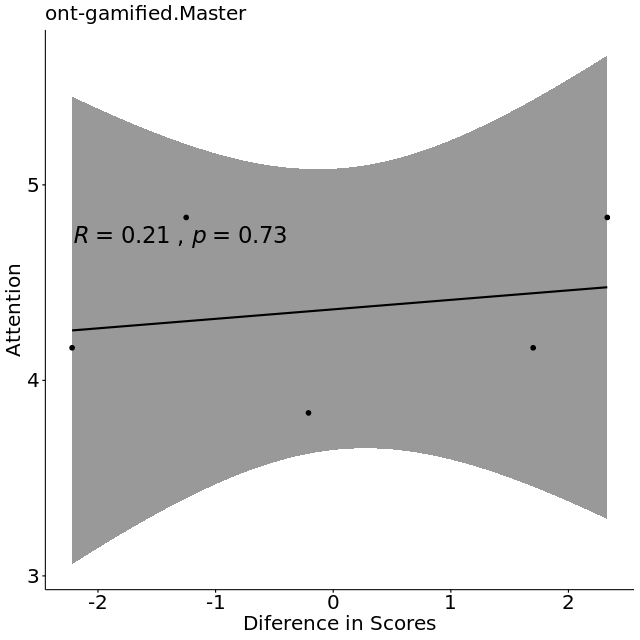 ont-gamified.Master
5
R = 0.21 , p = 0.73
Attention
4
3
-2 -1 0 1 2
Diference in Scores